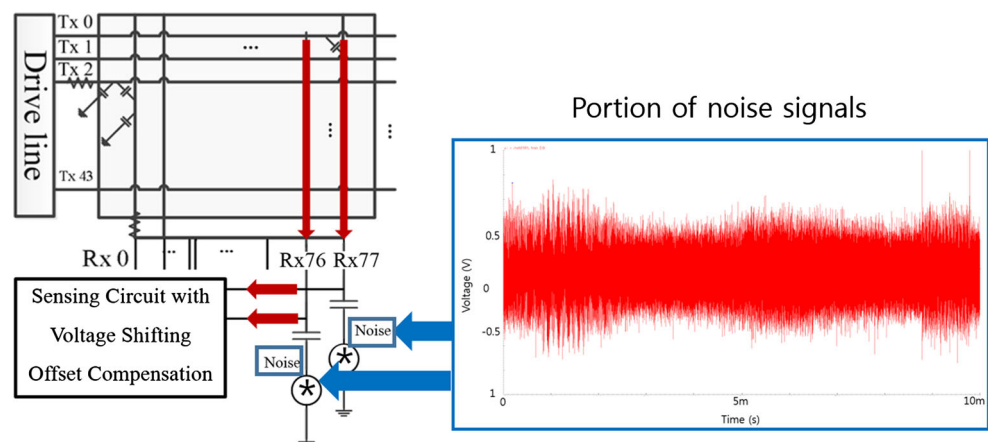 Drive line
Tx 0
Tx 1
Tx 2
Tx 43
...
...
...
...
...
Rx 0
Rx76
Rx77
Sensing Circuit with
Voltage Shifting
Offset Compensation
Noise
Noise
*
*
Portion of noise signals
1
0.5
0
-0.5
1
Voltage (V)
0
5m
10m
Time (s)